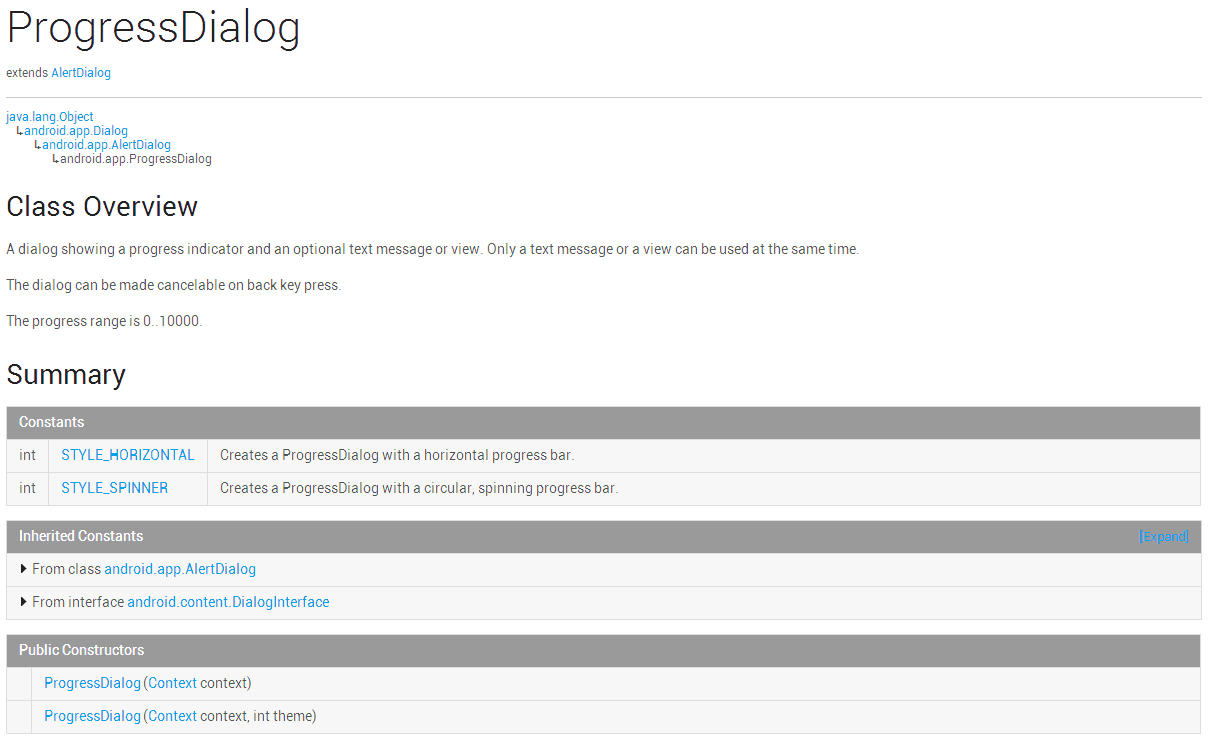 ProgressDialog
extends AlertDialog
java.lang.Object
↳android.app.Dialog
↳android.app.AlertDialog
↳android.app.ProgressDialog
Class Overview
A dialog showing a progress indicator and an optional text message or view. Only a text message or a view can be used at the same time.
The dialog can be made cancelable on back key press.
The progress range is 0..10000.
Summary
Constants
int STYLE_HORIZONTAL Creates a ProgressDialog with a horizontal progress bar.
int STYLE_SPINNER Creates a ProgressDialog with a circular, spinning progress bar.
Inherited Constants [Expand]
From class android.app.AlertDialog
From interface android.content.DialogInterface
Public Constructors
ProgressDialog(Context context)
ProgressDialog(Context context, int theme)